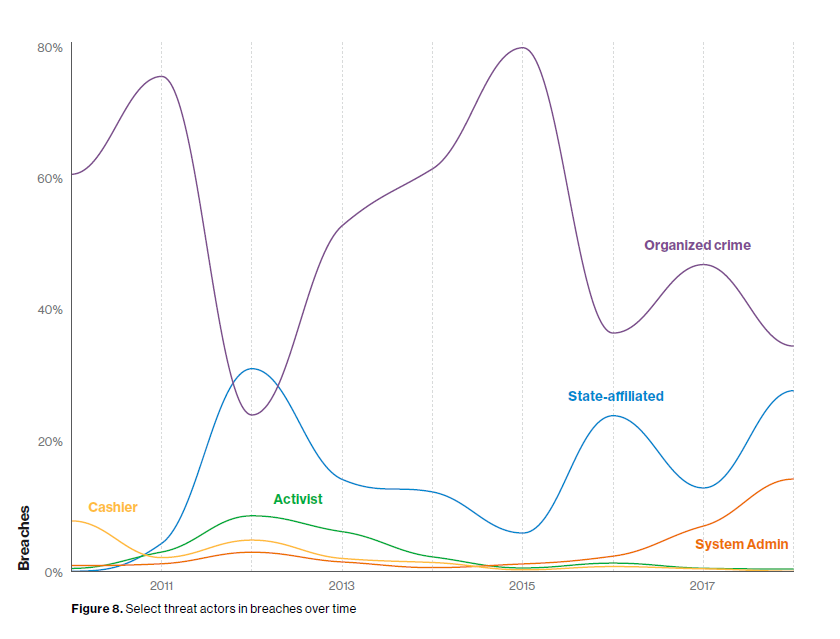 80%
60%
Organized crime
40%
State-affiliated
20%
Cashier
Activist
System Admin
Breaches
0%
2011
2013
2015
2017
Figure 8. Select threat actors in breaches over time